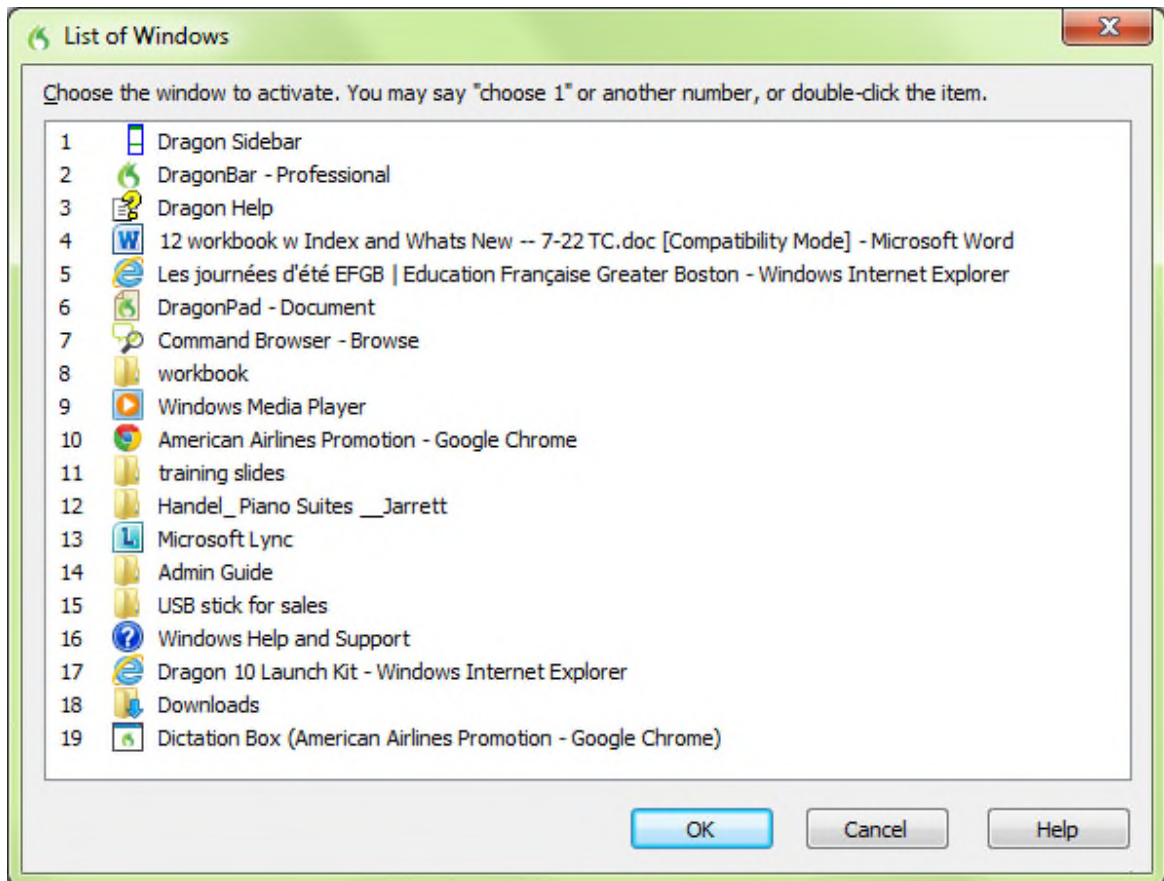 List of Windows
Choose the window to activate. You may say "choose 1" or another number, or double-click the item.
1 Dragon Sidebar
2 DragonBar - Professional
3 Dragon Help
4 12 workbook w Index and Whats New -- 7-22 TC.doc [Compatibility Mode] - Microsoft Word
5 Les journées d'été EFGB | Education Française Greater Boston - Windows Internet Explorer
6 DragonPad - Document
7 Command Browser - Browse
8 workbook
9 Windows Media Player
10 American Airlines Promotion - Google Chrome
11 training slides
12 Handel_Piano Suites __Jarrett
13 Microsoft Lync
14 Admin Guide
15 USB stick for sales
16 Windows Help and Support
17 Dragon 10 Launch Kit - Windows Internet Explorer
18 Downloads
19 Dictation Box (American Airlines Promotion - Google Chrome)
OK Cancel Help